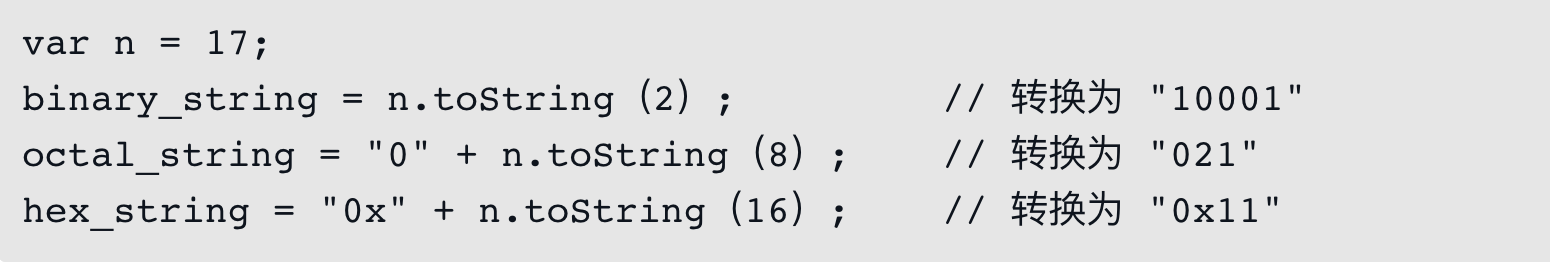 var n = 17;
binary_string = n.toString (2) ; // 转换为 "10001"
octal_string = "0" + n.toString (8) ; // 转换为 "021"
hex_string = "0x" + n.toString (16) ; // 转换为 "0x11"